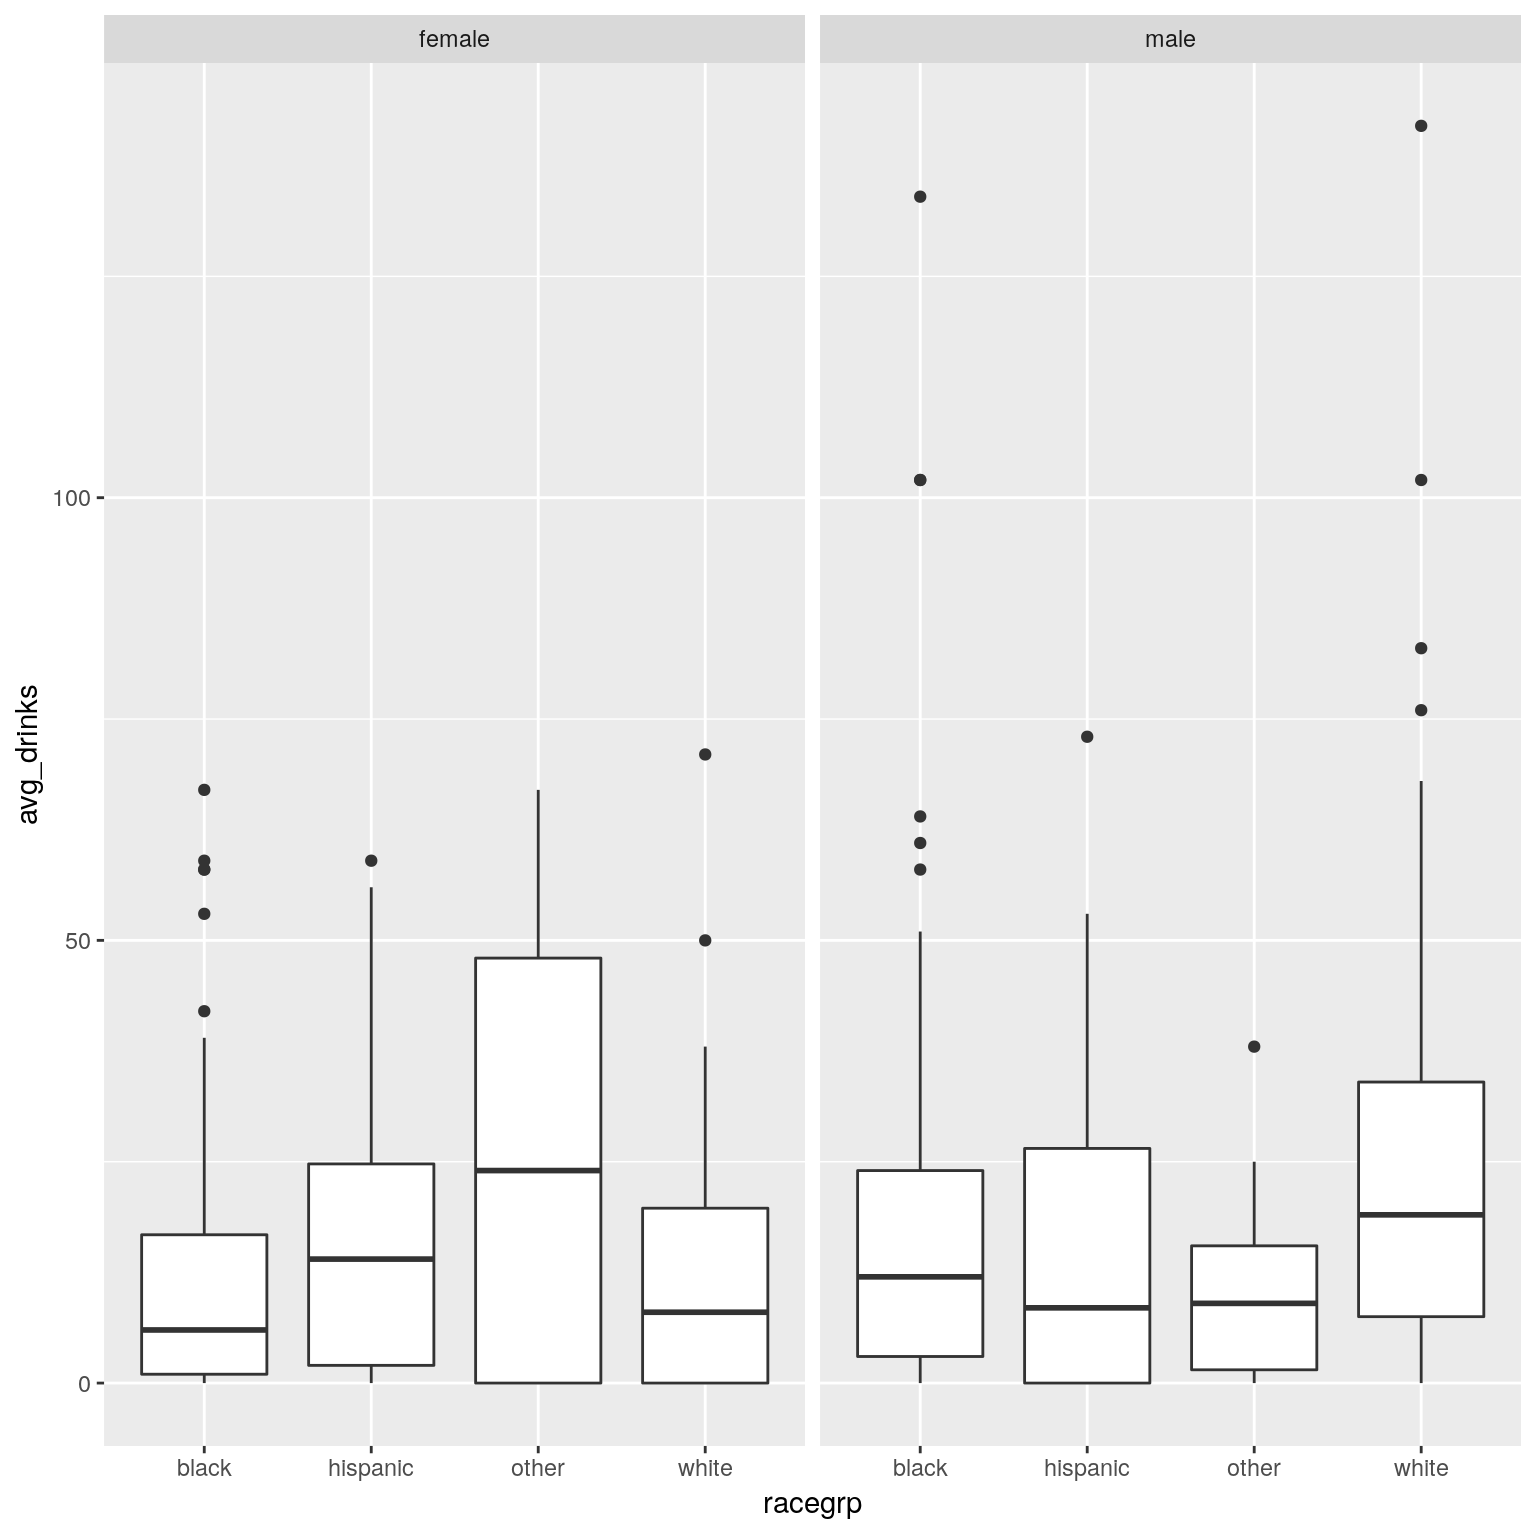 female
male
avg_drinks
100
50
0
black
hispanic
other
white
black
hispanic
other
white
racegrp